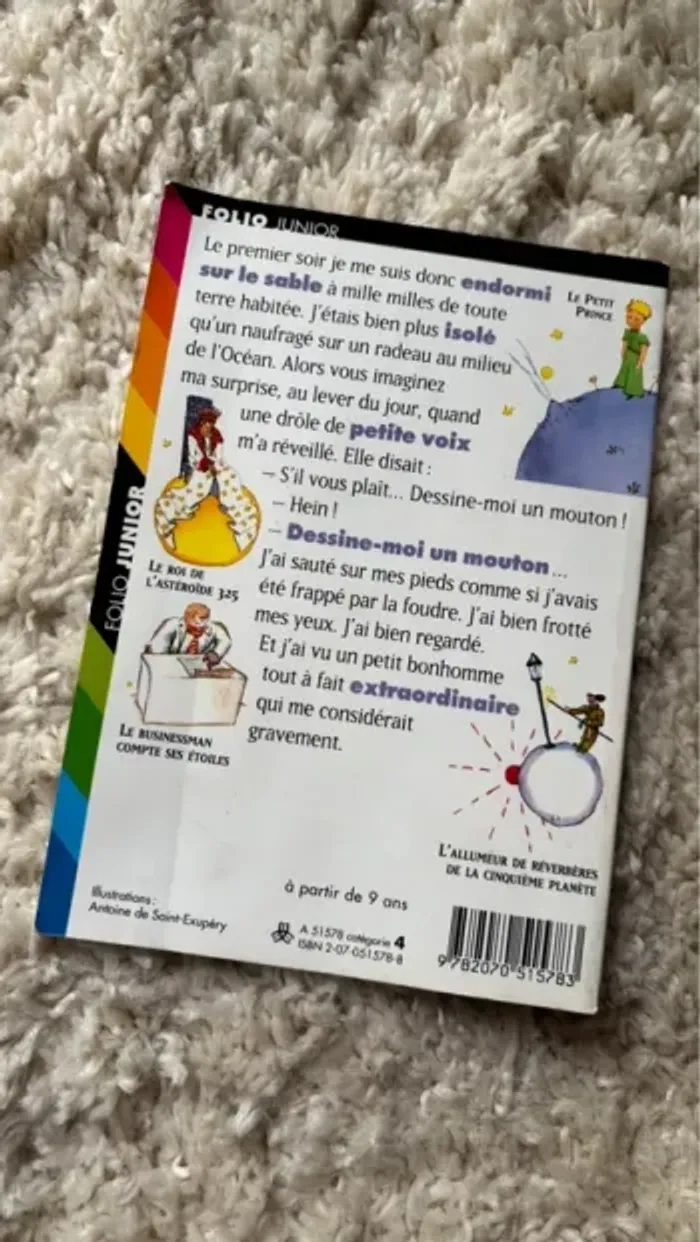 FOLIO JUNIOR
Le premier soir je me suis donc endormi
sur le sable à mille milles de toute
terre habitée. J'étais bien plus isolé
qu'un naufragé sur un radeau au milieu
de l'Océan. Alors vous imaginez
ma surprise, au lever du jour, quand
une drôle de petite voix
m'a réveillé. Elle disait :
– S'il vous plaît... Dessine-moi un mouton !
– Hein !
– Dessine-moi un mouton...
J'ai sauté sur mes pieds comme si j'avais
été frappé par la foudre. J'ai bien frotté
mes yeux. J'ai bien regardé.
Et j'ai vu un petit bonhomme
tout à fait extraordinaire
qui me considérait
gravement.
LE PETIT
PRINCE
LE ROI DE
L'ASTÉROÏDE 325
LE BUSINESSMAN
COMPTE SES ÉTOILES
L'ALLUMEUR DE RÉVERBÈRES
DE LA CINQUIÈME PLANÈTE
FOLIO JUNIOR
à partir de 9 ans
Illustrations :
Antoine de Saint-Exupéry
A 51578 catégorie 4
ISBN 2-07-051578-8
9 782070 515783